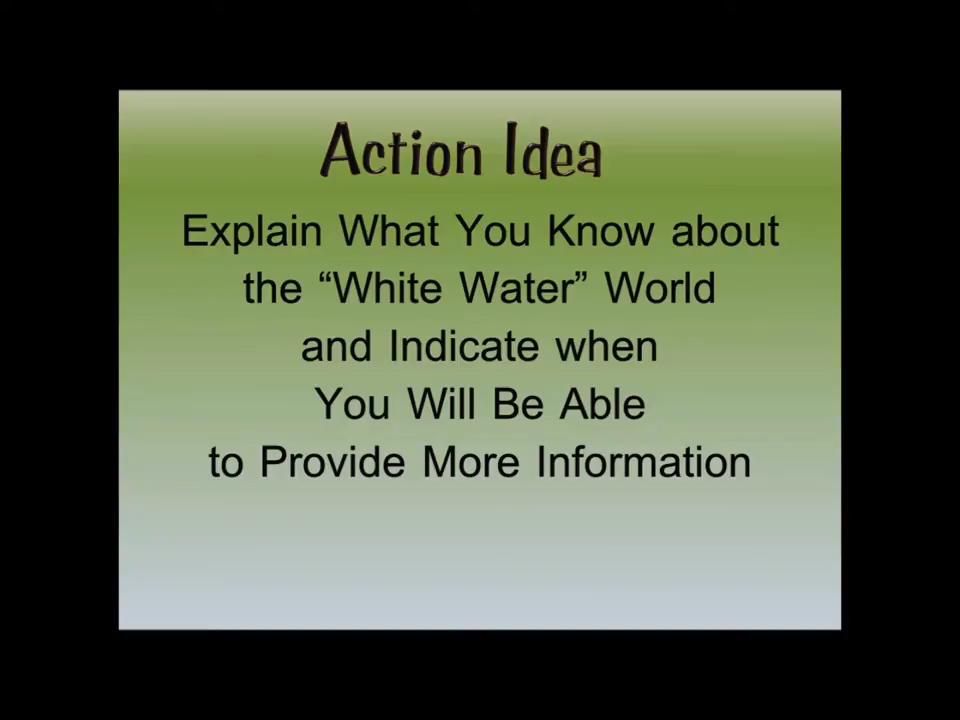 Action Idea
Explain What You Know about
the “White Water” World
and Indicate when
You Will Be Able
to Provide More Information